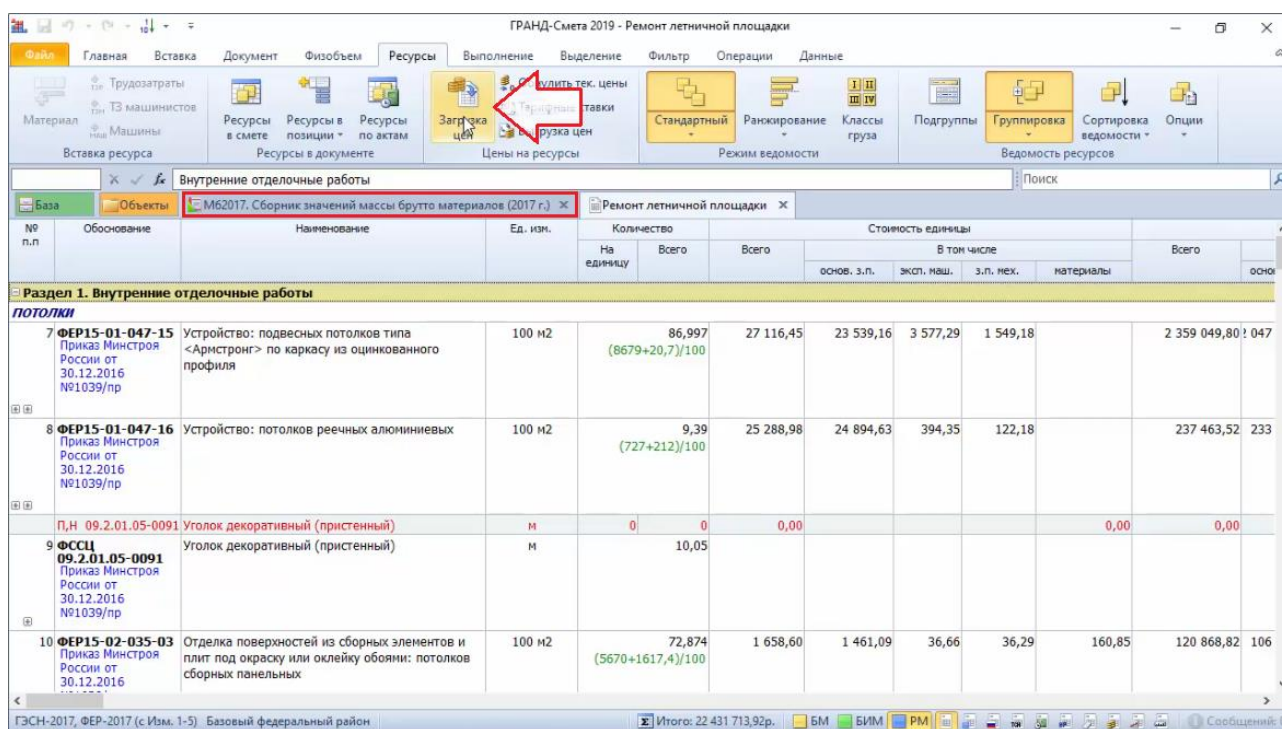 ГРАНД-Смета 2019 - Ремонт летничной площадки
Файл Главная Вставка Документ Физобъем Ресурсы Выполнение Выделение Фильтр Операции Данные
Материал
Трудозатраты
ТЗ машинистов
Машины
Вставка ресурса
Ресурсы в смете
Ресурсы в позиции
Ресурсы по актам
Ресурсы в документе
Загрузка цен
тек. цены
ставки
цен
Цены на ресурсы
Стандартный Ранжирование Классы груза
Режим ведомости
Подгруппы Группировка Сортировка ведомости Опции
Ведомость ресурсов
fx Внутренние отделочные работы Поиск
База Объекты М62017. Сборник значений массы брутто материалов (2017 г.) Ремонт летничной площадки
№ п.п Обоснование Наименование Ед. изм. Количество Стоимость единицы
На единицу Всего Всего В том числе Всего
основ. з.п. эксп. маш. з.п. мех. материалы
Раздел 1. Внутренние отделочные работы
ПОТОЛКИ
7 ФЕР15-01-047-15 Устройство: подвесных потолков типа 100 м2 86,997 27 116,45 23 539,16 3 577,29 1 549,18 2 359 049,80 047
Приказ Минстроя <Армстронг> по каркасу из оцинкованного (8679+20,7)/100
России от профиля
30.12.2016
№1039/пр
8 ФЕР15-01-047-16 Устройство: потолков реечных алюминиевых 100 м2 9,39 25 288,98 24 894,63 394,35 122,18 237 463,52 233
Приказ Минстроя (727+212)/100
России от
30.12.2016
№1039/пр
П,Н 09.2.01.05-0091 Уголок декоративный (пристенный) м 0 0 0,00 0,00 0,00
9 ФССЦ Уголок декоративный (пристенный) м 10,05
09.2.01.05-0091
Приказ Минстроя
России от
30.12.2016
№1039/пр
10 ФЕР15-02-035-03 Отделка поверхностей из сборных элементов и 100 м2 72,874 1 658,60 1 461,09 36,66 36,29 160,85 120 868,82 106
Приказ Минстроя плит под окраску или оклейку обоями: потолков (5670+1617,4)/100
России от сборных панельных
30.12.2016
ГЭСН-2017, ФЕР-2017 (с Изм. 1-5) Базовый федеральный район Итого: 22 431 713,92р. БМ БИМ РМ Сообщений: